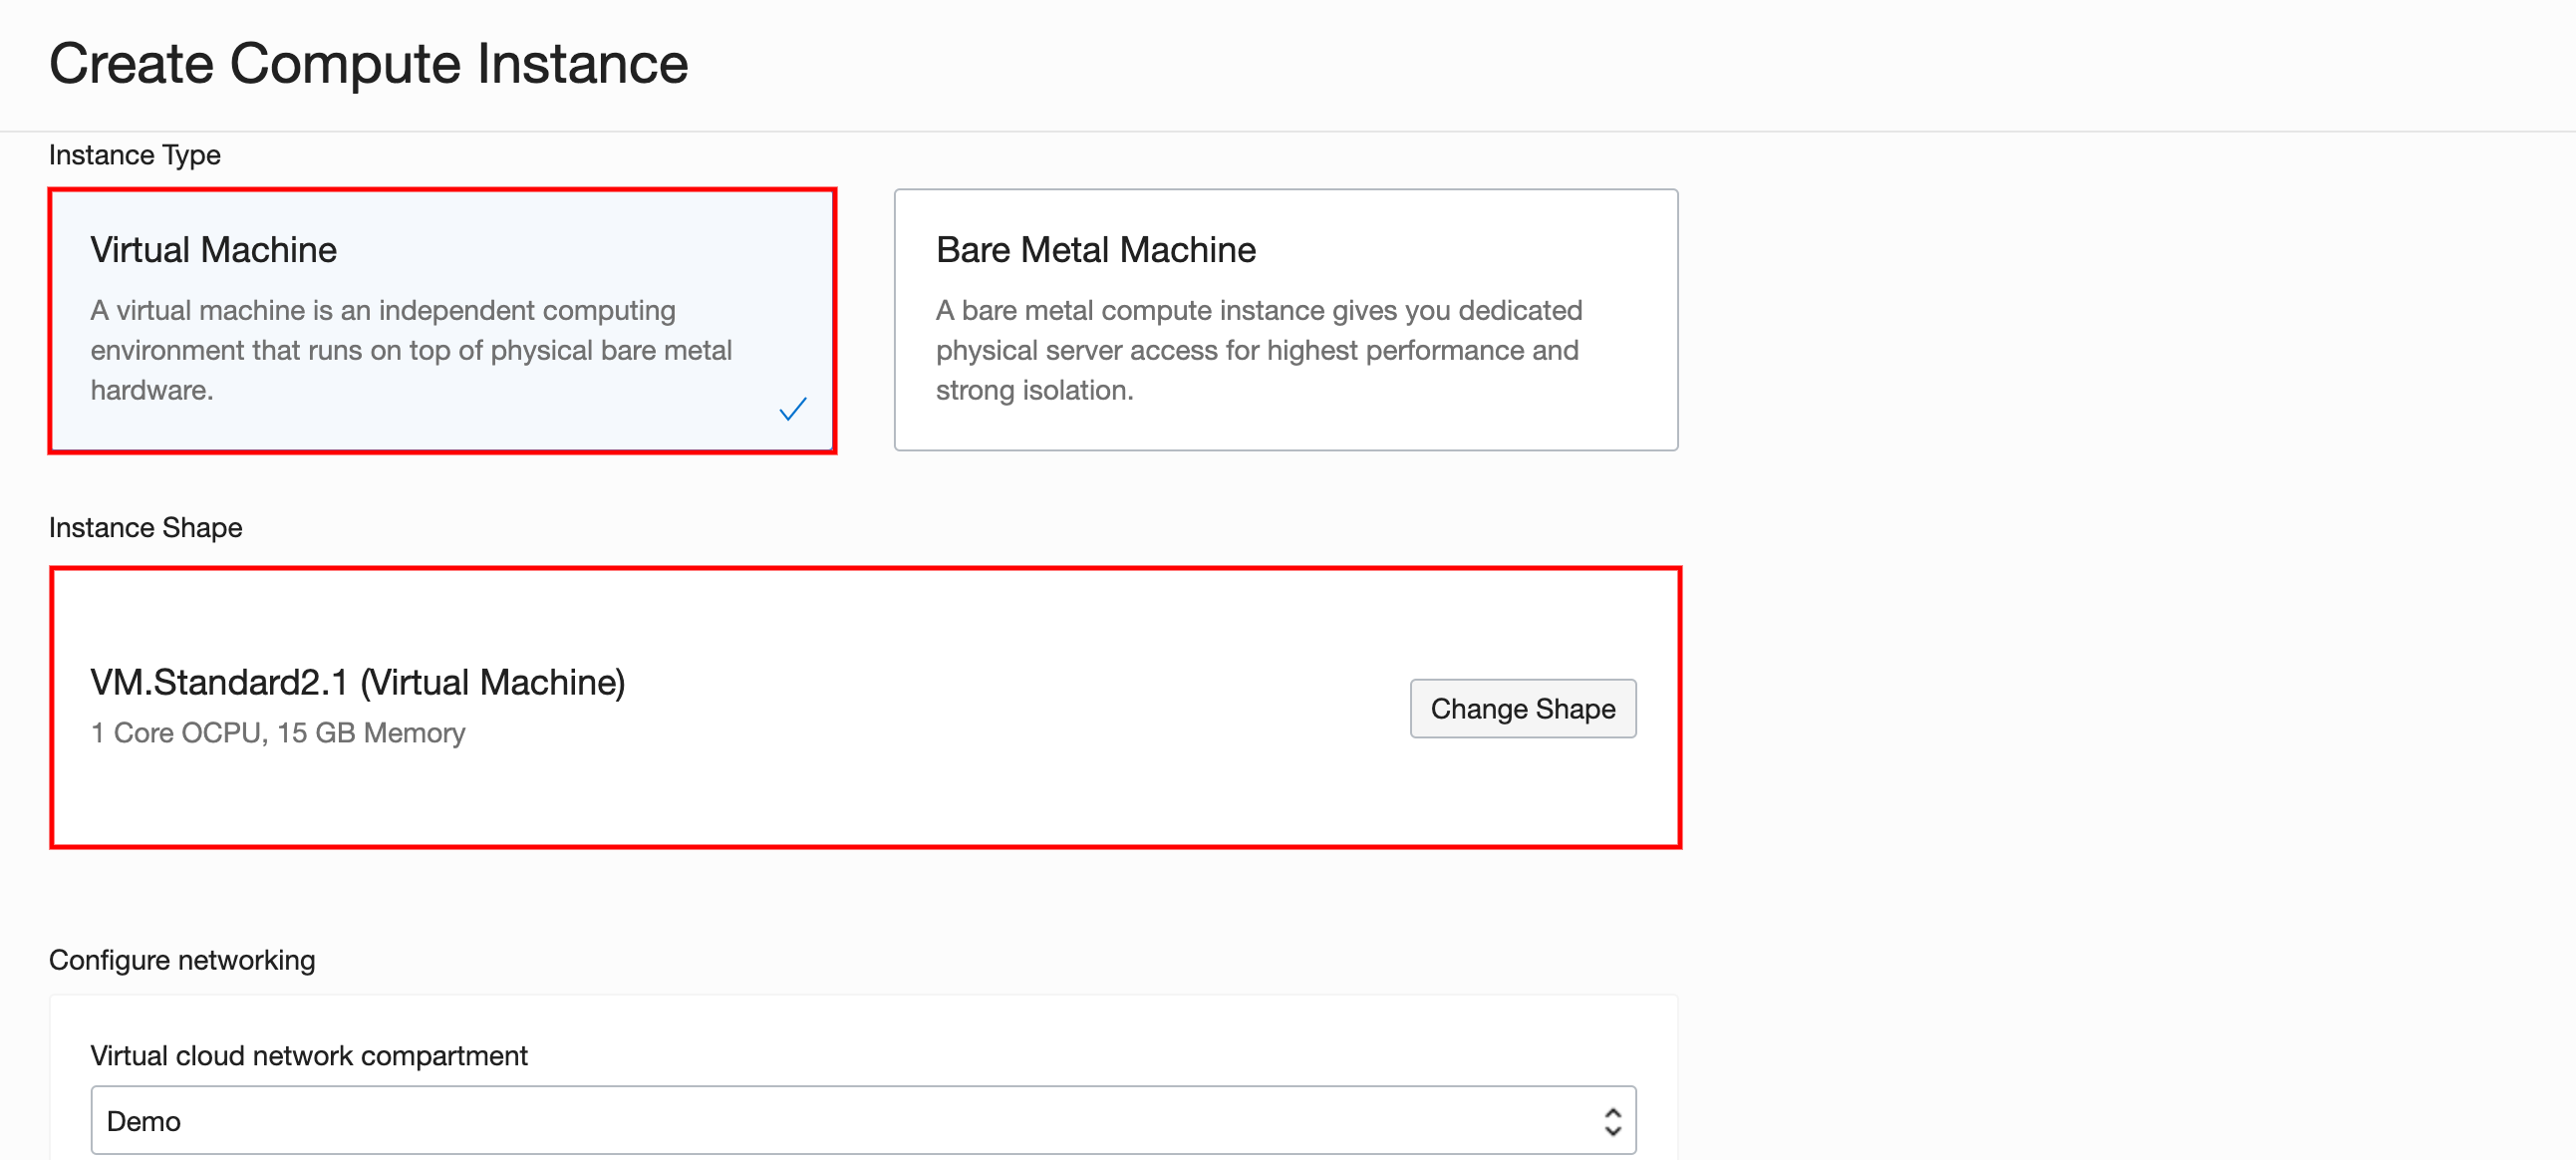 Create Compute Instance
Instance Type
Virtual Machine
A virtual machine is an independent computing
environment that runs on top of physical bare metal
hardware.
Bare Metal Machine
A bare metal compute instance gives you dedicated
physical server access for highest performance and
strong isolation.
Instance Shape
VM.Standard2.1 (Virtual Machine)
1 Core OCPU, 15 GB Memory
Change Shape
Configure networking
Virtual cloud network compartment
Demo